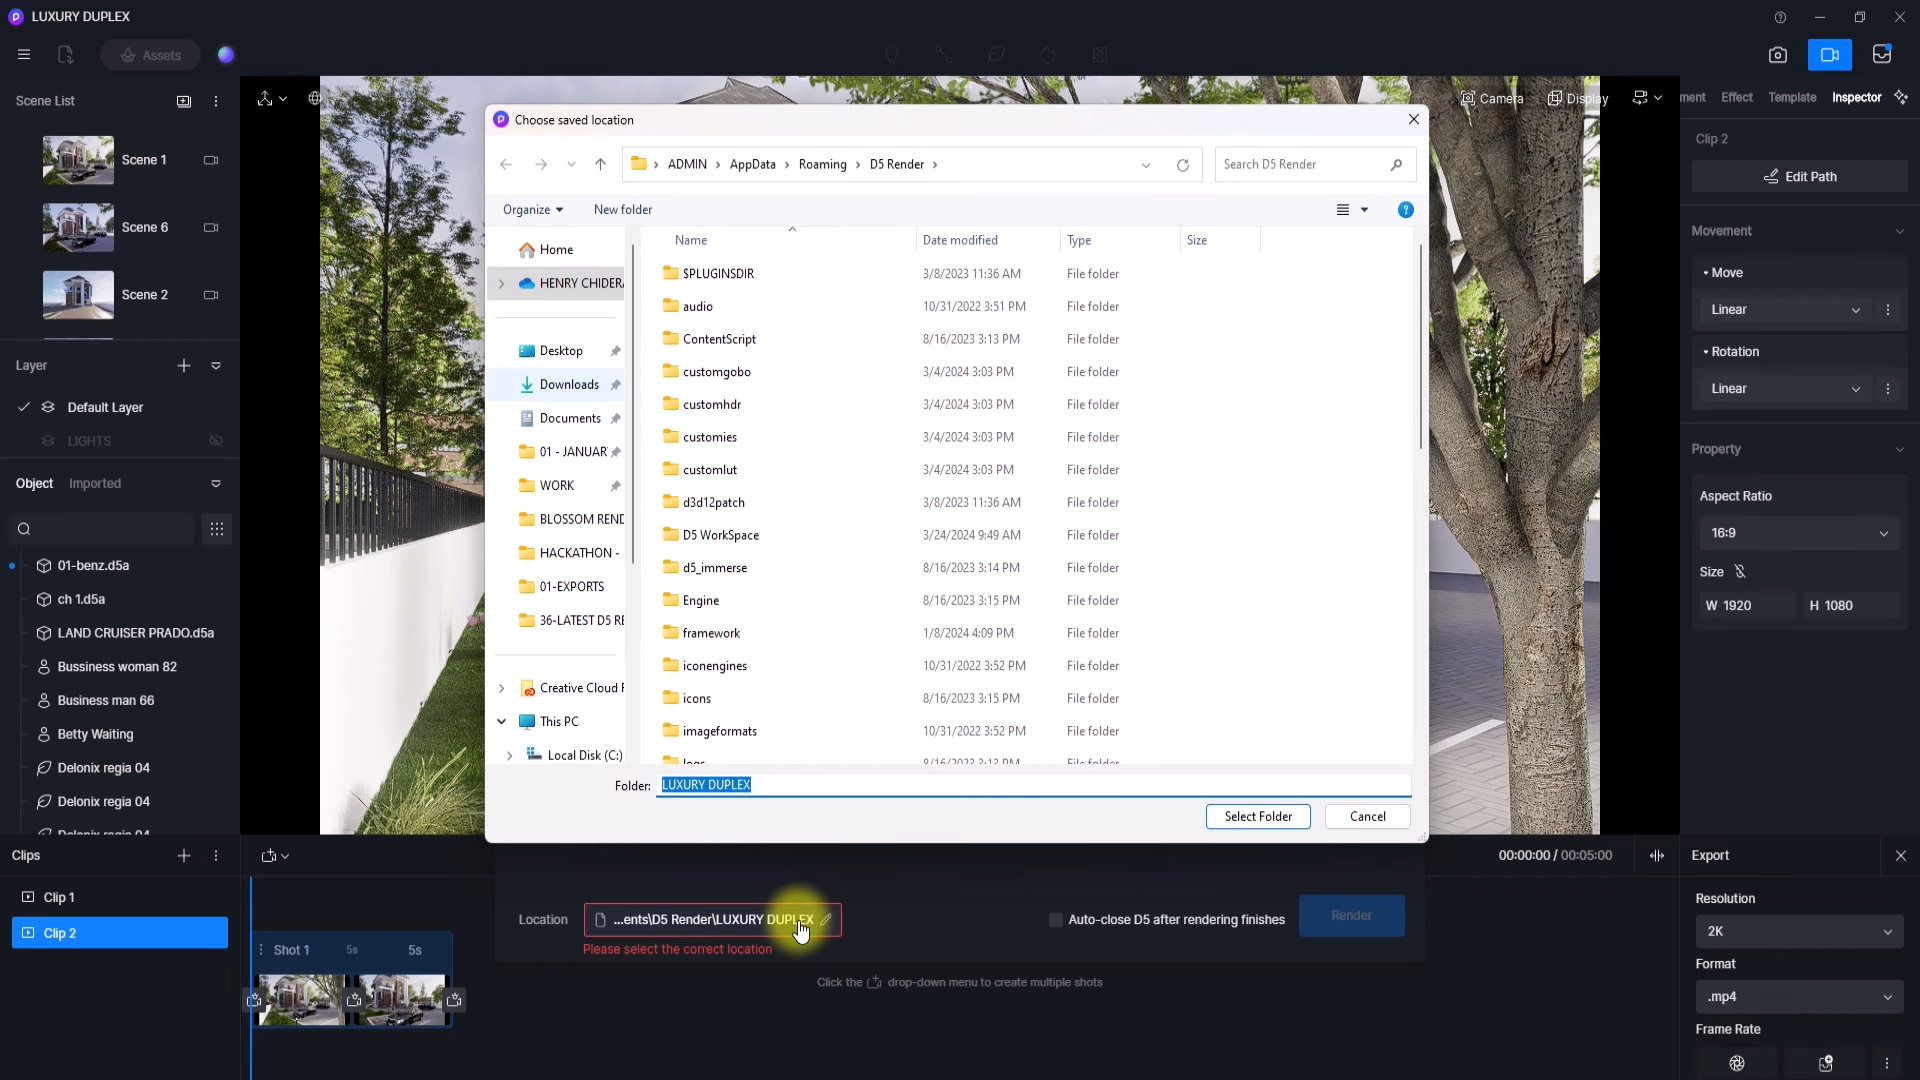 LUXURY DUPLEX
Assets
Scene List
Scene 1
Scene 6
Scene 2
Layer
Default Layer
LIGHTS
Object Imported
01-benz.d5a
ch 1.d5a
LAND CRUISER PRADO.d5a
Bussiness woman 82
Business man 66
Betty Waiting
Delonix regia 04
Delonix regia 04
Delonix regia 04
Camera
Display
Choose saved location
ADMIN > AppData > Roaming > D5 Render >
Search D5 Render
Organize
New folder
Home
HENRY CHIDER
Desktop
Downloads
Documents
01 - JANUAR
WORK
BLOSSOM REND
HACKATHON -
01-EXPORTS
36-LATEST D5 RE
Creative Cloud F
This PC
Local Disk (C:)
Name Date modified Type Size
$PLUGINSDIR 3/8/2023 11:36 AM File folder
audio 10/31/2022 3:51 PM File folder
ContentScript 8/16/2023 3:13 PM File folder
customgobo 3/4/2024 3:03 PM File folder
customhdr 3/4/2024 3:03 PM File folder
customies 3/4/2024 3:03 PM File folder
customlut 3/4/2024 3:03 PM File folder
d3d12patch 3/8/2023 11:36 AM File folder
D5 WorkSpace 3/24/2024 9:49 AM File folder
d5_immerse 8/16/2023 3:14 PM File folder
Engine 8/16/2023 3:15 PM File folder
framework 1/8/2024 4:09 PM File folder
iconengines 10/31/2022 3:52 PM File folder
icons 8/16/2023 3:15 PM File folder
imageformats 10/31/2022 3:52 PM File folder
logs 8/16/2023 3:13 PM File folder
Folder: LUXURY DUPLEX
Select Folder
Cancel
ment Effect Template Inspector
Clip 2
Edit Path
Movement
Move
Linear
Rotation
Linear
Property
Aspect Ratio
16:9
Size
W 1920 H 1080
Clips
Clip 1
Clip 2
00:00:00 / 00:05:00
Shot 1 5s 5s
Location
...ents\D5 Render\LUXURY DUPLEX
Please select the correct location
Auto-close D5 after rendering finishes
Render
Click the drop-down menu to create multiple shots
Export
Resolution
2K
Format
.mp4
Frame Rate